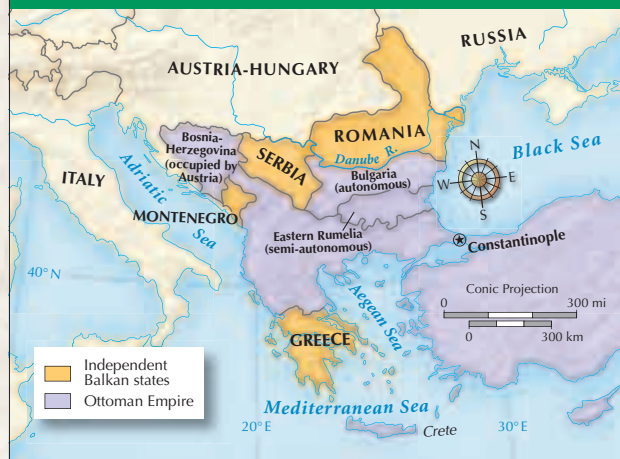 RUSSIA
AUSTRIA-HUNGARY
Bosnia-
Herzegovina
(occupied by
Austria)
ROMANIA
SERBIA
Danube R.
Bulgaria
(autonomous)
Black Sea
N
W
E
S
ITALY
Adriatic
Sea
MONTENEGRO
Eastern Rumelia
(semi-autonomous)
Constantinople
40°N
Aegean Sea
Conic Projection
0 300 mi
0 300 km
GREECE
Independent
Balkan states
Ottoman Empire
Mediterranean Sea
20°E
Crete
30°E